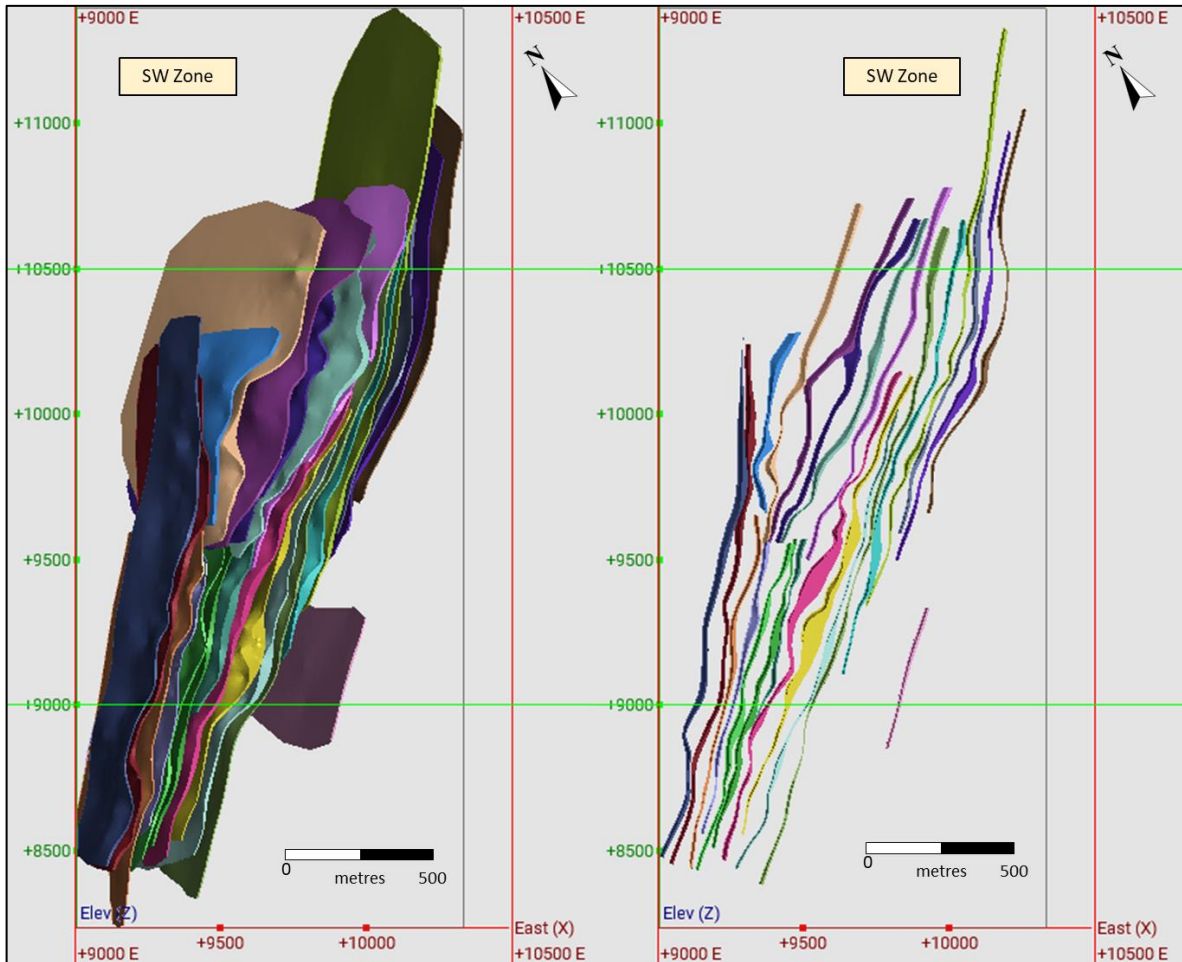 +9000 E
+10500 E
SW Zone
N
+11000
+10500
+10000
+9500
+9000
+8500
0
metres
500
Elev (Z)
East (X)
+9500
+10000
+9000 E
+10500 E
+9000 E
+10500 E
SW Zone
N
+11000
+10500
+10000
+9500
+9000
+8500
0
metres
500
Elev (Z)
East (X)
+9500
+10000
+9000 E
+10500 E